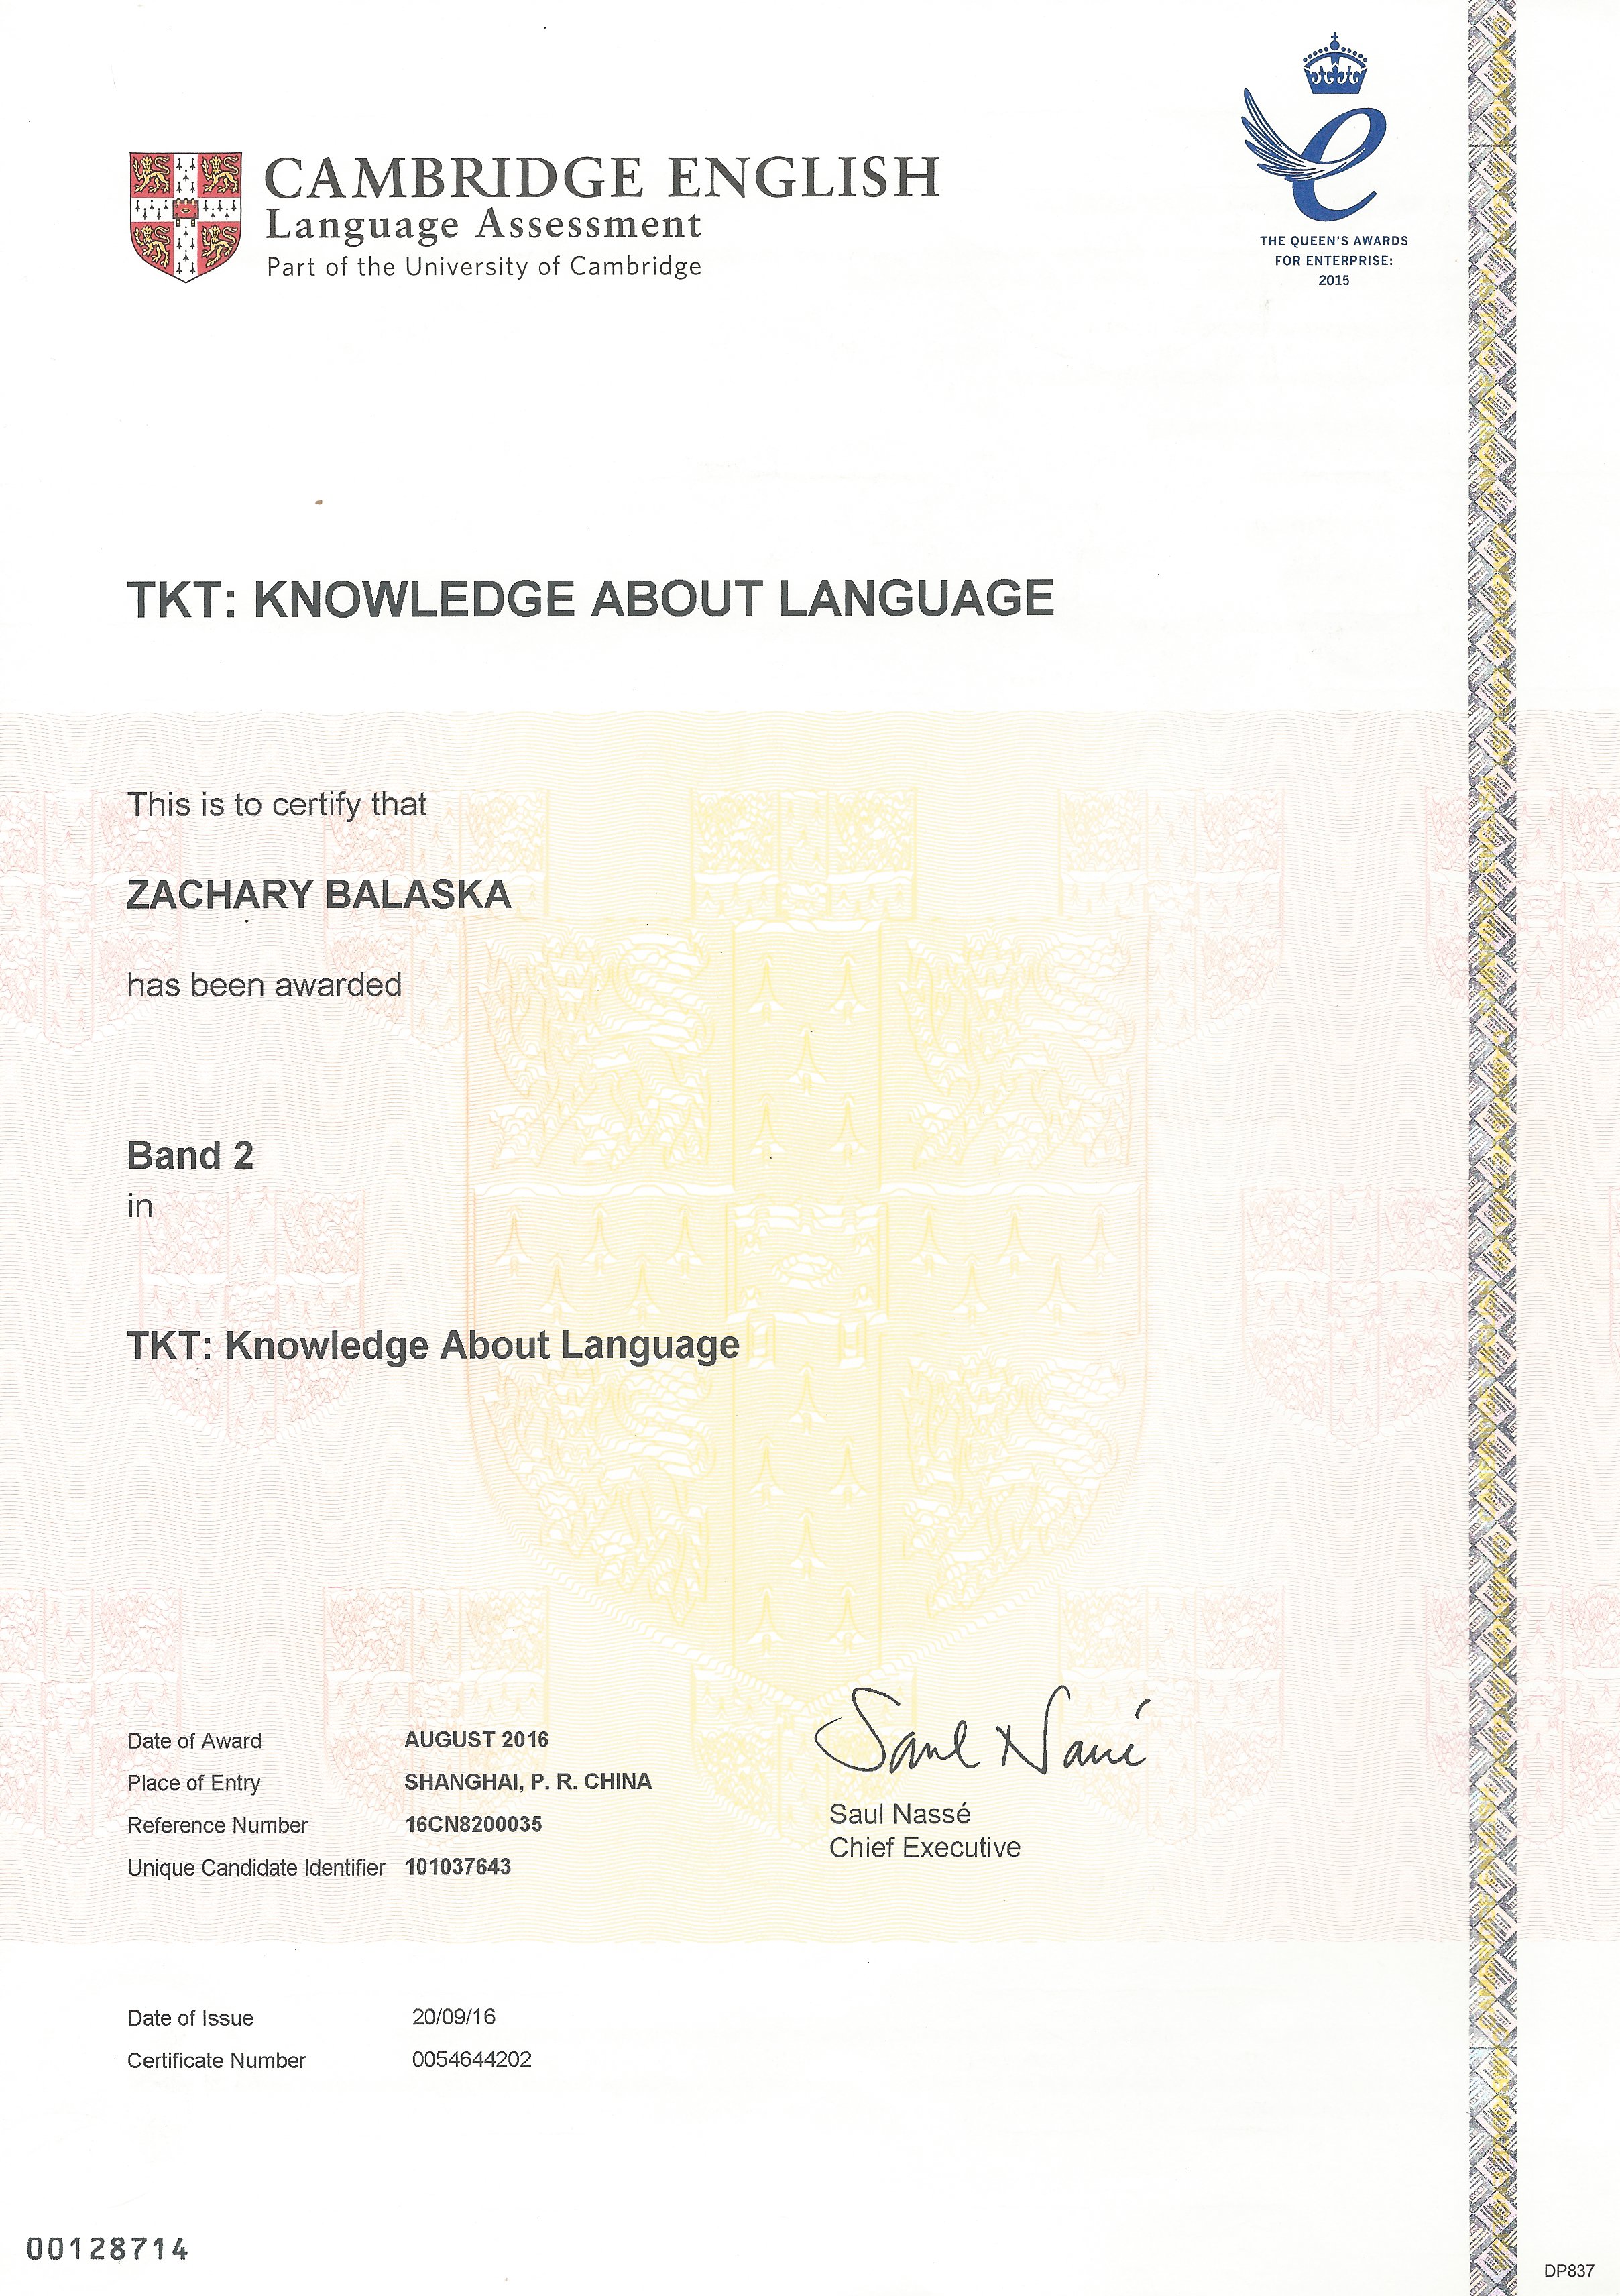 CAMBRIDGE ENGLISH
Language Assessment
Part of the University of Cambridge
THE QUEEN'S AWARDS
FOR ENTERPRISE:
2015
TKT: KNOWLEDGE ABOUT LANGUAGE
This is to certify that
ZACHARY BALASKA
has been awarded
Band 2
in
TKT: Knowledge About Language
Date of Award AUGUST 2016
Place of Entry SHANGHAI, P. R. CHINA
Reference Number 16CN8200035
Unique Candidate Identifier 101037643
Saul Nassé
Saul Nassé
Chief Executive
Date of Issue 20/09/16
Certificate Number 0054644202
00128714
DP837